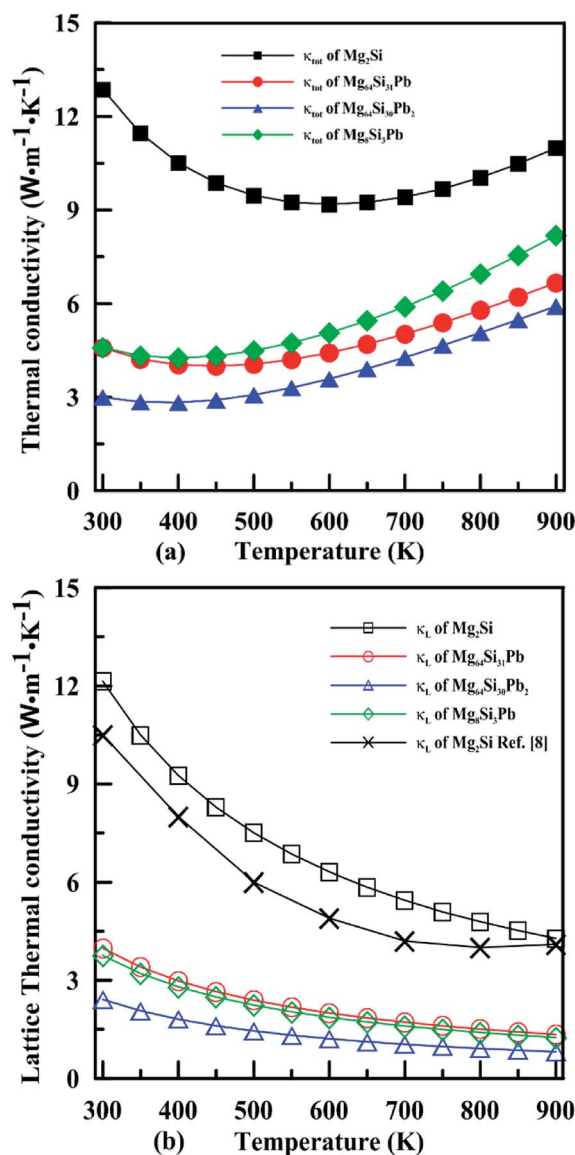 15
12
9
6
3
0
Thermal conductivity (W•m⁻¹•K⁻¹)
κtot of Mg₂Si
κtot of Mg₆₄Si₃₁Pb
κtot of Mg₆₄Si₃₀Pb₂
κtot of Mg₈Si₃Pb
300 400 500 600 700 800 900
(a) Temperature (K)
15
12
9
6
3
0
Lattice Thermal conductivity (W•m⁻¹•K⁻¹)
κL of Mg₂Si
κL of Mg₆₄Si₃₁Pb
κL of Mg₆₄Si₃₀Pb₂
κL of Mg₈Si₃Pb
κL of Mg₂Si Ref. [8]
300 400 500 600 700 800 900
(b) Temperature (K)